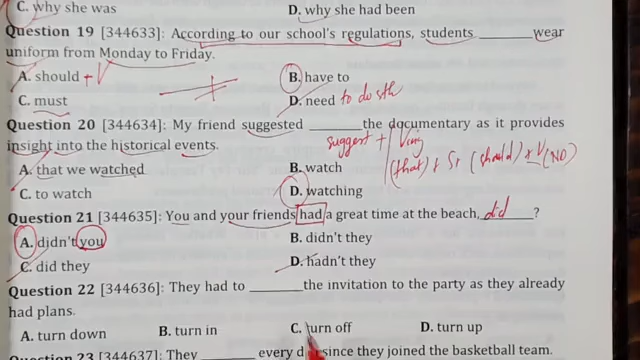 C. why she was D. why she had been
Question 19 [344633]: According to our school's regulations, students ______ wear
uniform from Monday to Friday.
A. should + V B. have to
C. must D. need to do sth
Question 20 [344634]: My friend suggested ______ the documentary as it provides
insight into the historical events.
suggest + Ving
(that) + S + (should) + V (NO)
A. that we watched B. watch
C. to watch D. watching
Question 21 [344635]: You and your friends had a great time at the beach, did ?
A. didn't you B. didn't they
C. did they D. hadn't they
Question 22 [344636]: They had to ______ the invitation to the party as they already
had plans.
A. turn down B. turn in C. turn off D. turn up
Question 23 [344637]: They ______ every since they joined the basketball team.